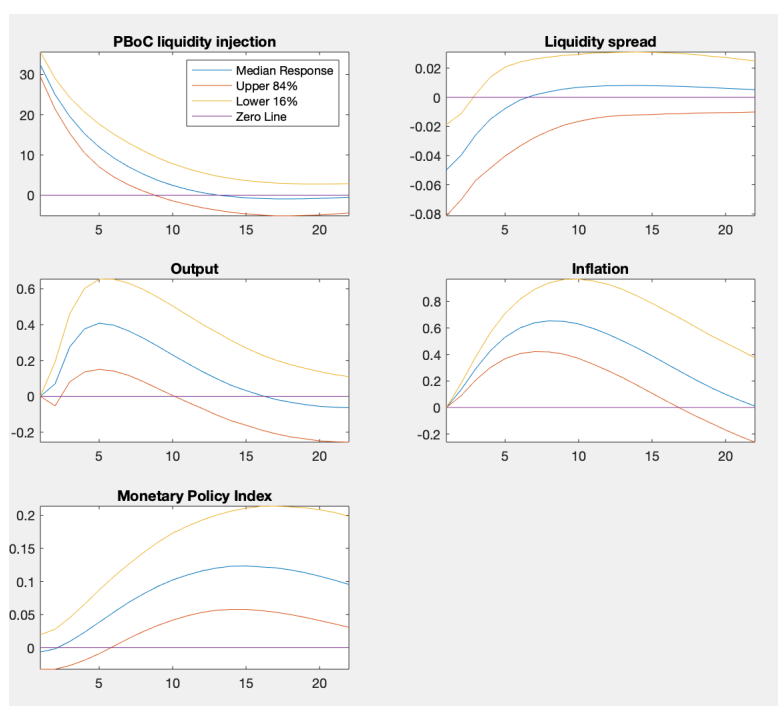 PBoC liquidity injection
30
20
10
0
5 10 15 20
Median Response
Upper 84%
Lower 16%
Zero Line
Liquidity spread
0.02
0
-0.02
-0.04
-0.06
-0.08
5 10 15 20
Output
0.6
0.4
0.2
0
-0.2
5 10 15 20
Inflation
0.8
0.6
0.4
0.2
0
-0.2
5 10 15 20
Monetary Policy Index
0.2
0.15
0.1
0.05
0
5 10 15 20